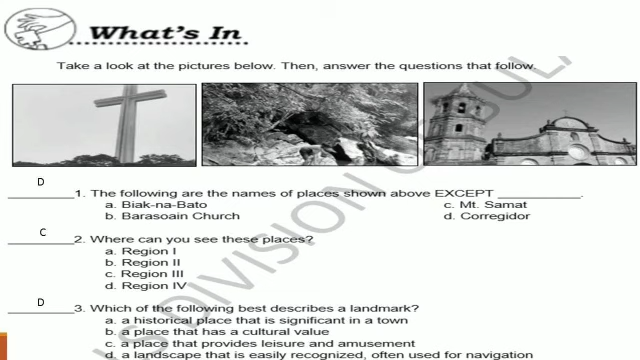 What's In
Take a look at the pictures below. Then, answer the questions that follow.
D
1. The following are the names of places shown above EXCEPT __________.
a. Biak-na-Bato
b. Barasoain Church
c. Mt. Samat
d. Corregidor
C
2. Where can you see these places?
a. Region I
b. Region II
c. Region III
d. Region IV
D
3. Which of the following best describes a landmark?
a. a historical place that is significant in a town
b. a place that has a cultural value
c. a place that provides leisure and amusement
d. a landscape that is easily recognized, often used for navigation